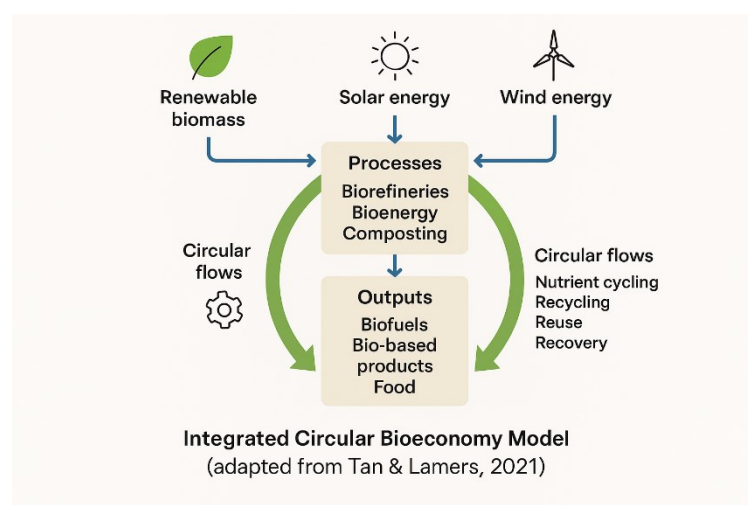 Renewable
biomass
Solar energy
Wind energy
Processes
Biorefineries
Bioenergy
Composting
Circular
flows
Circular flows
Nutrient cycling
Recycling
Reuse
Recovery
Outputs
Biofuels
Bio-based
products
Food
Integrated Circular Bioeconomy Model
(adapted from Tan & Lamers, 2021)